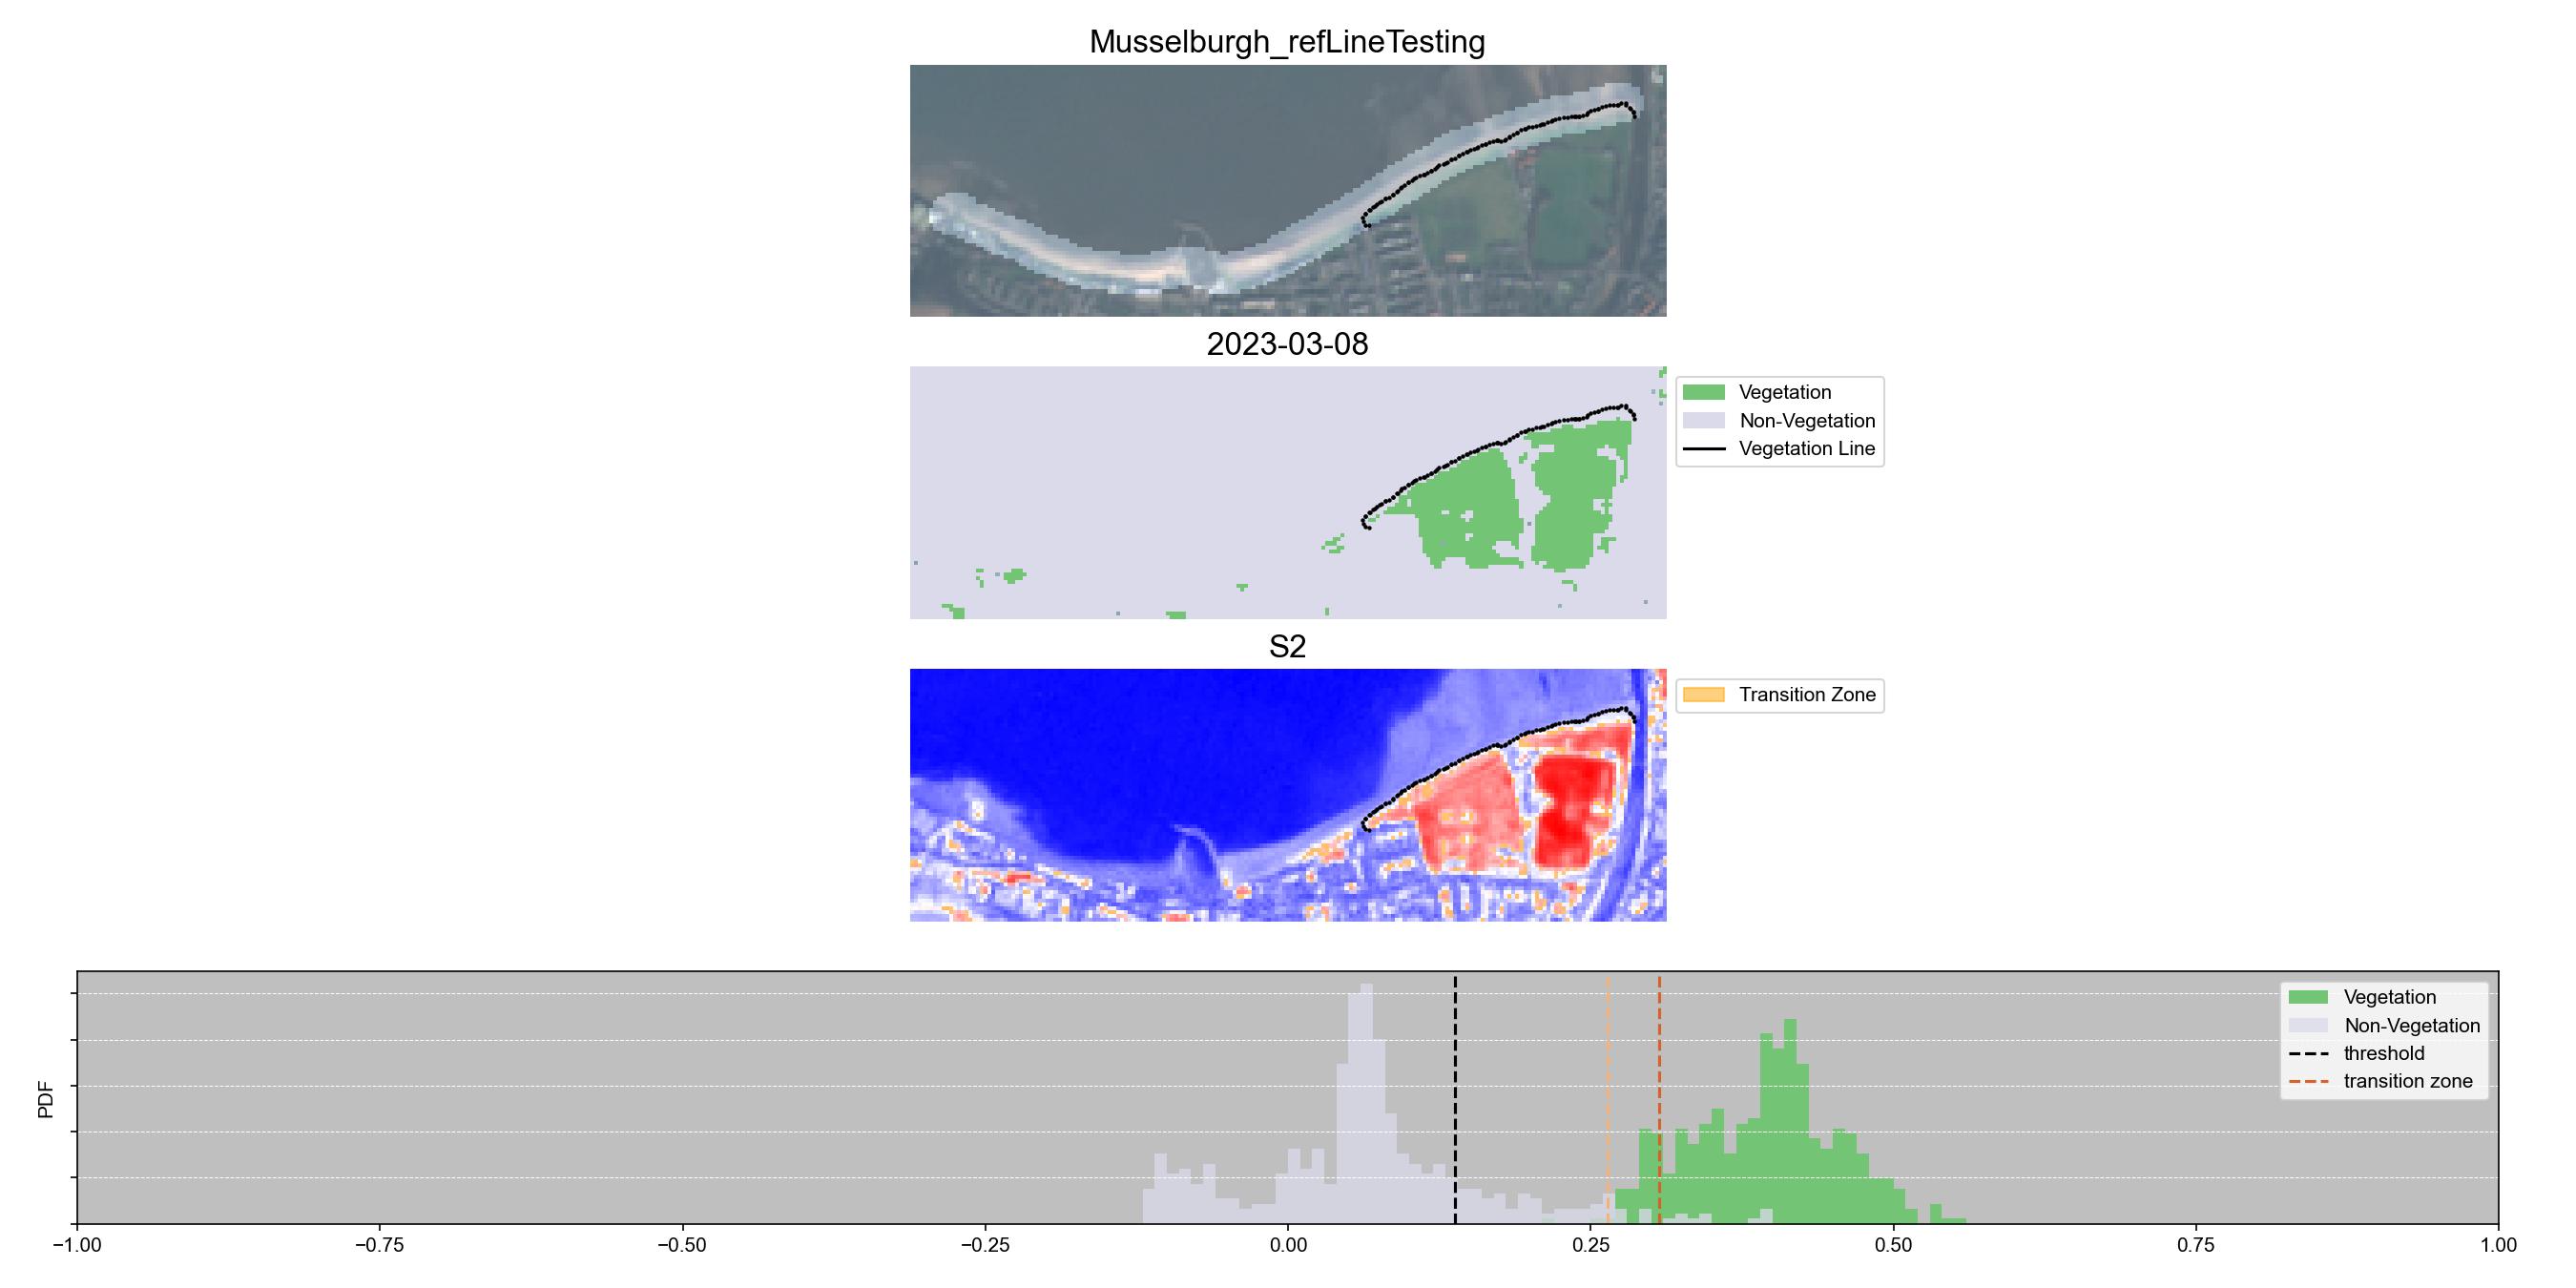 Musselburgh_refLineTesting
2023-03-08
Vegetation
Non-Vegetation
Vegetation Line
S2
Transition Zone
PDF
Vegetation
Non-Vegetation
threshold
transition zone
−1.00 −0.75 −0.50 −0.25 0.00 0.25 0.50 0.75 1.00